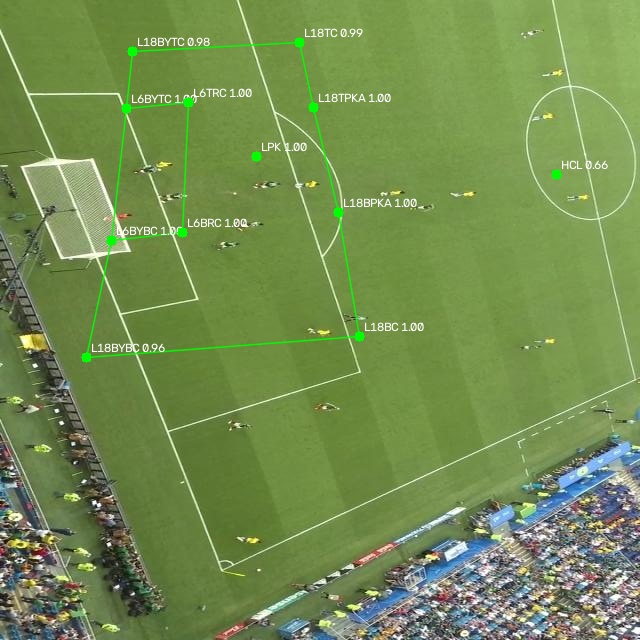 L18BYTC 0.98
L18TC 0.99
L6BYTC 1.00
L6TRC 1.00
L18TPKA 1.00
LPK 1.00
HCL 0.66
L18BPKA 1.00
L6BYBC 1.00
L6BRC 1.00
L18BC 1.00
L18BYBC 0.96